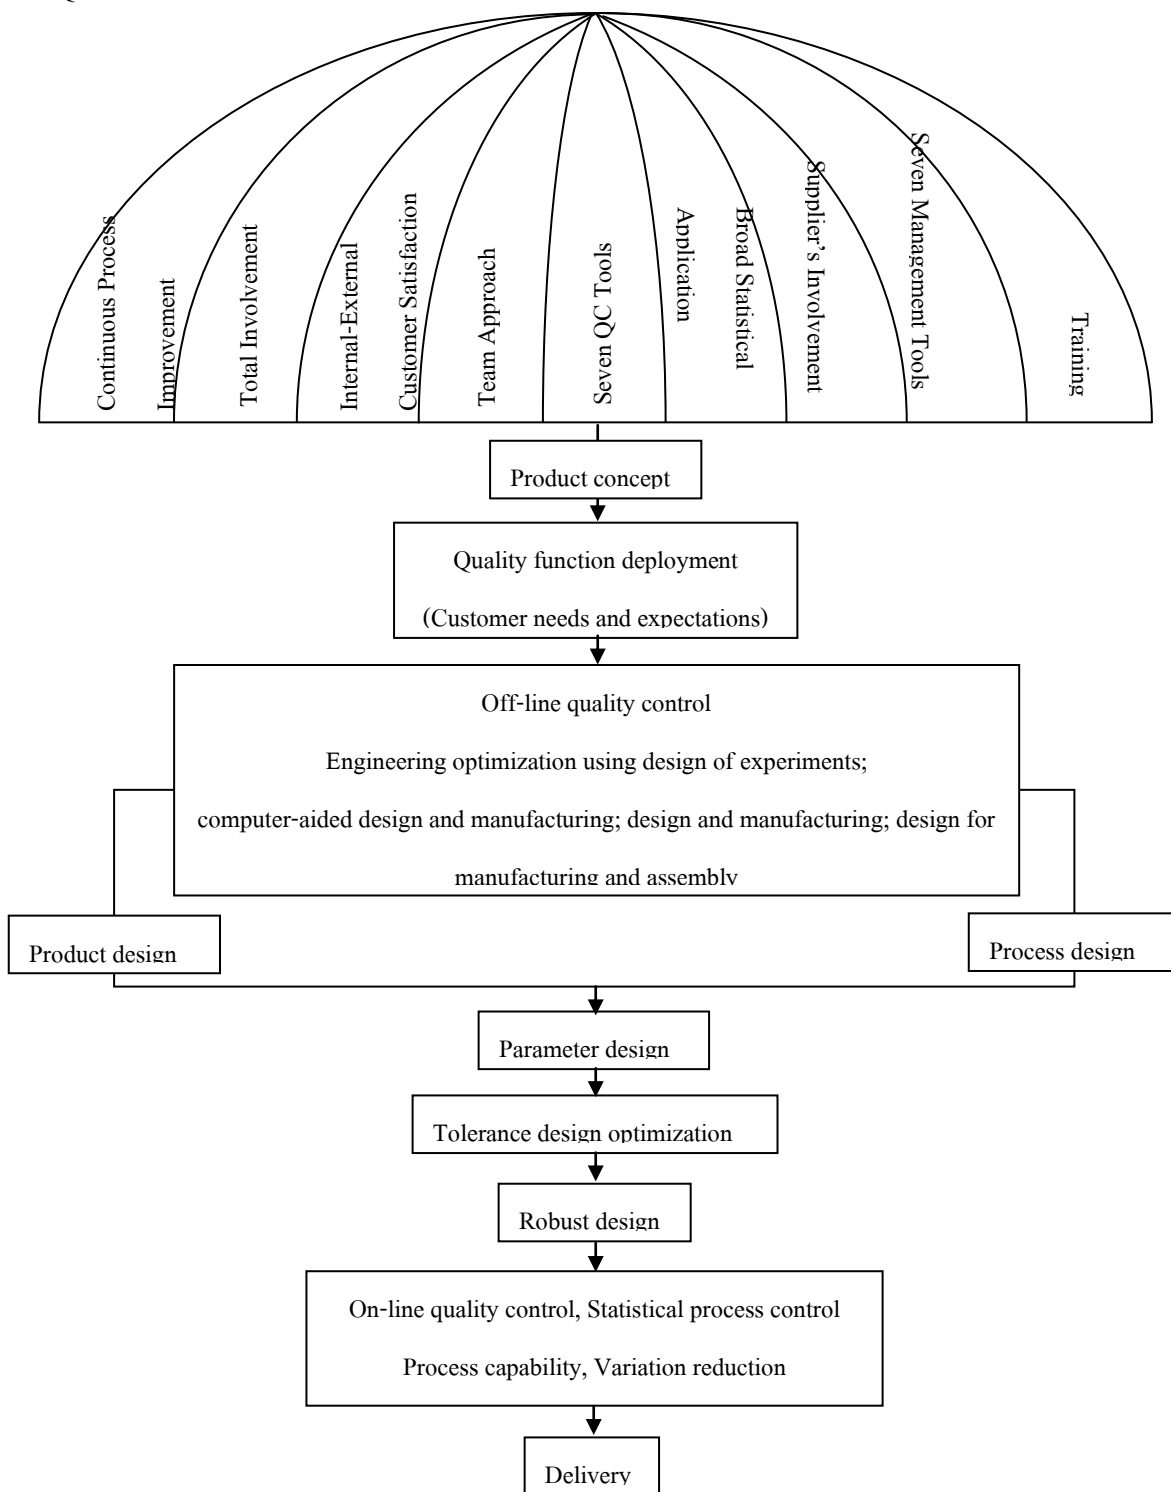 Continuous Process
Improvement
Total Involvement
Internal-External
Customer Satisfaction
Team Approach
Seven QC Tools
Application
Broad Statistical
Supplier's Involvement
Seven Management Tools
Training
Product concept
Quality function deployment
(Customer needs and expectations)
Off-line quality control
Engineering optimization using design of experiments;
computer-aided design and manufacturing; design and manufacturing; design for
manufacturing and assembly
Product design
Process design
Parameter design
Tolerance design optimization
Robust design
On-line quality control, Statistical process control
Process capability, Variation reduction
Delivery